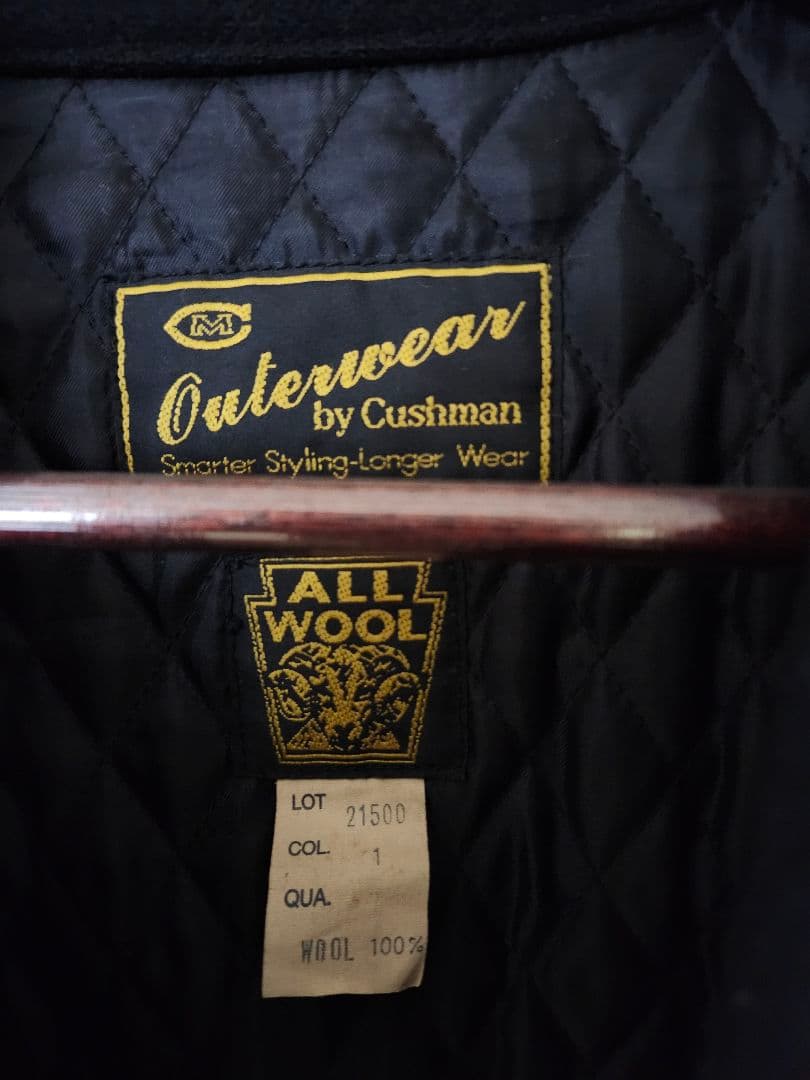 CM
Outerwear
by Cushman
Smarter Styling-Longer Wear
ALL
WOOL
LOT 21500
COL. 1
QUA.
WOOL 100%